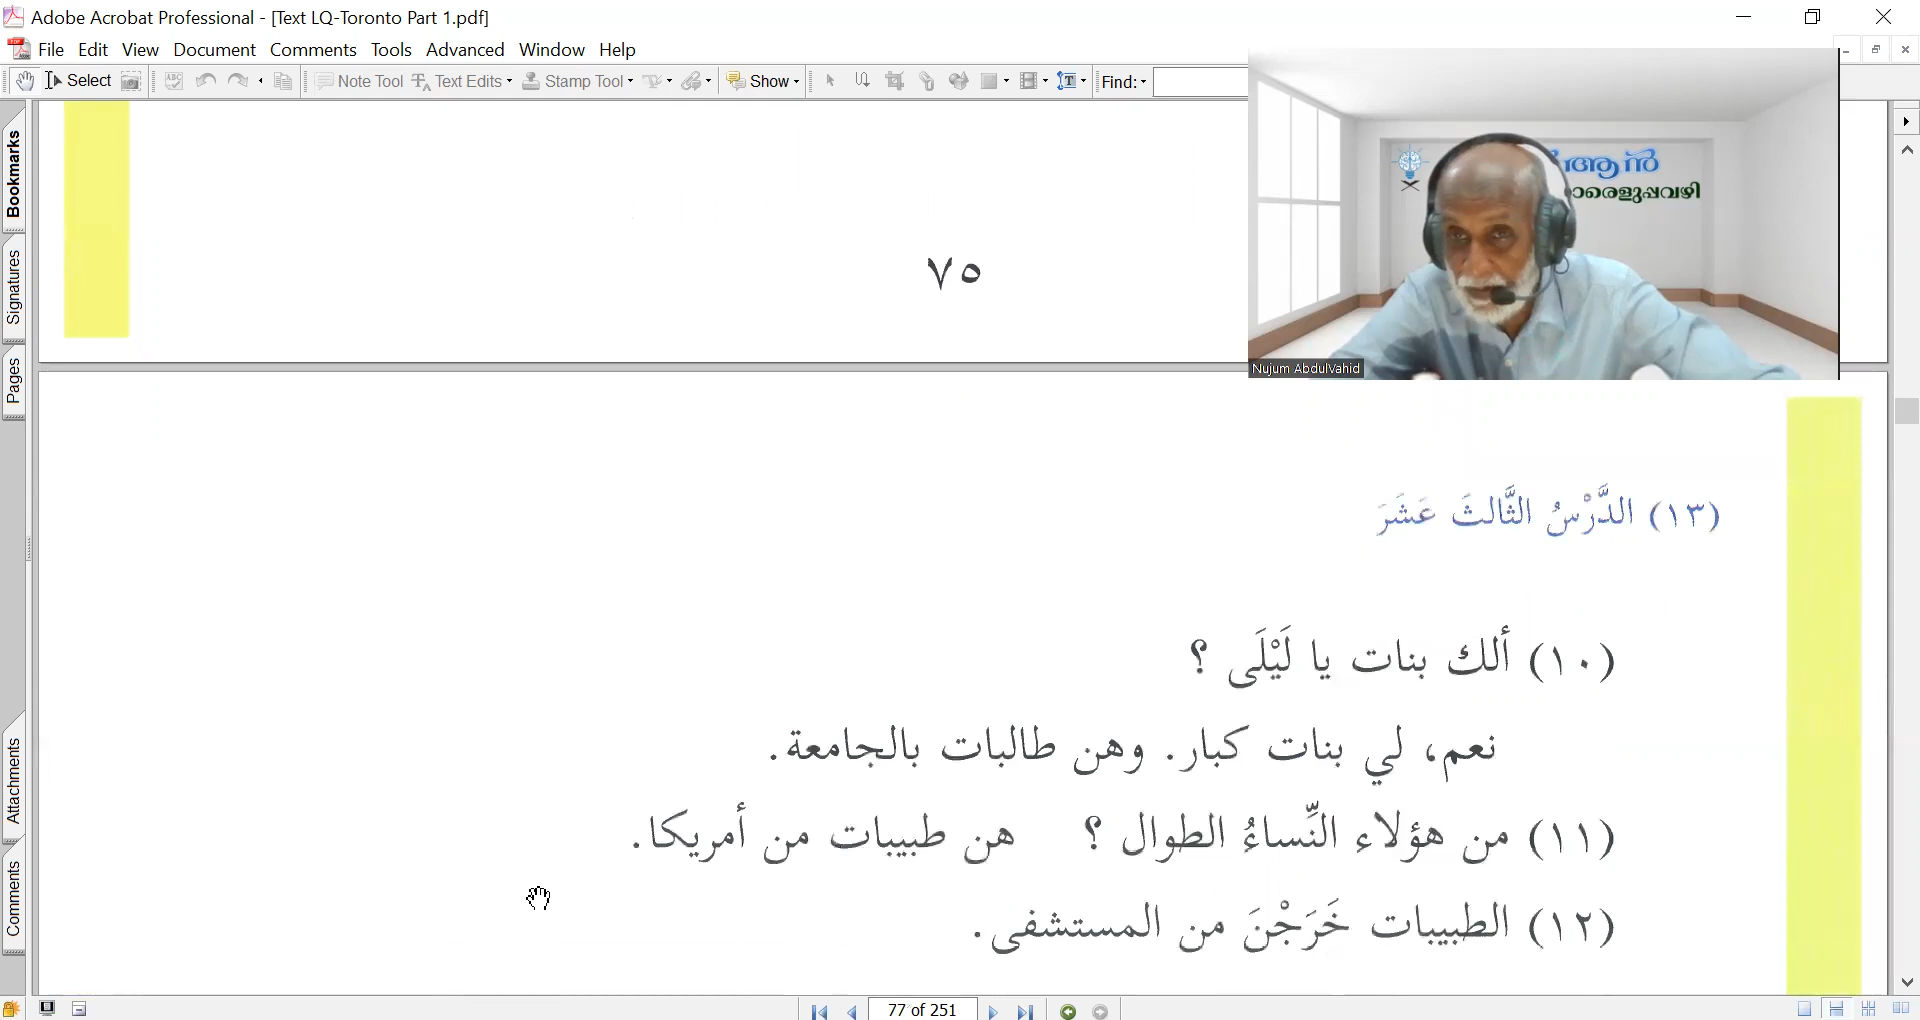 Adobe Acrobat Professional - [Text LQ-Toronto Part 1.pdf]
File Edit View Document Comments Tools Advanced Window Help
Select Note Tool Text Edits Stamp Tool Show Find:
Bookmarks
Signatures
Pages
Attachments
Comments
٧٥
Nujum AbdulVahid
(١٣) الدَّرْسُ الثَّالثَ عَشَرَ
(١٠) ألك بنات يا لَيْلَى ؟
نعم، لي بنات كبار. وهن طالبات بالجامعة.
(١١) من هؤلاء النِّساءُ الطوال ؟ هن طبيبات من أمريكا.
(١٢) الطبيبات خَرَجْنَ من المستشفى.
77 of 251